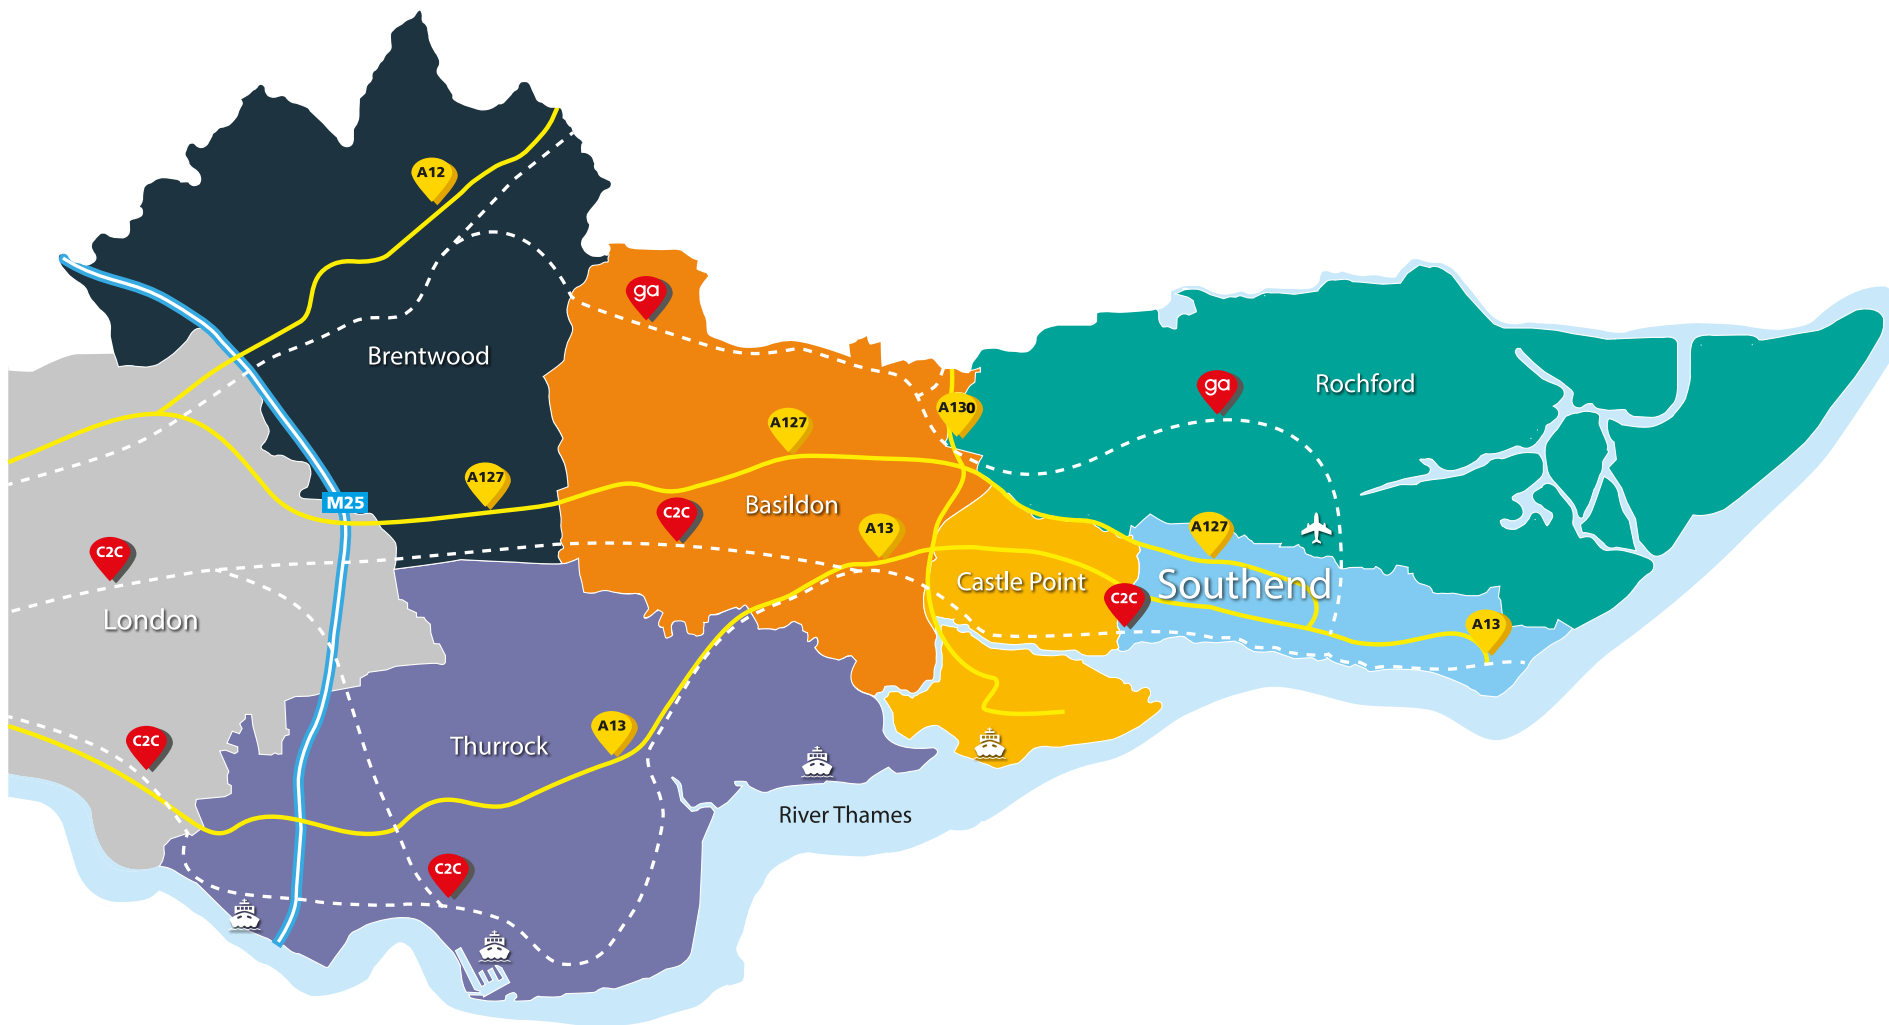 A12
ga
Brentwood
Rochford
ga
A130
A127
A127
M25
Basildon
C2C
A13
A127
C2C
Castle Point
Southend
C2C
London
A13
A13
Thurrock
C2C
River Thames
C2C